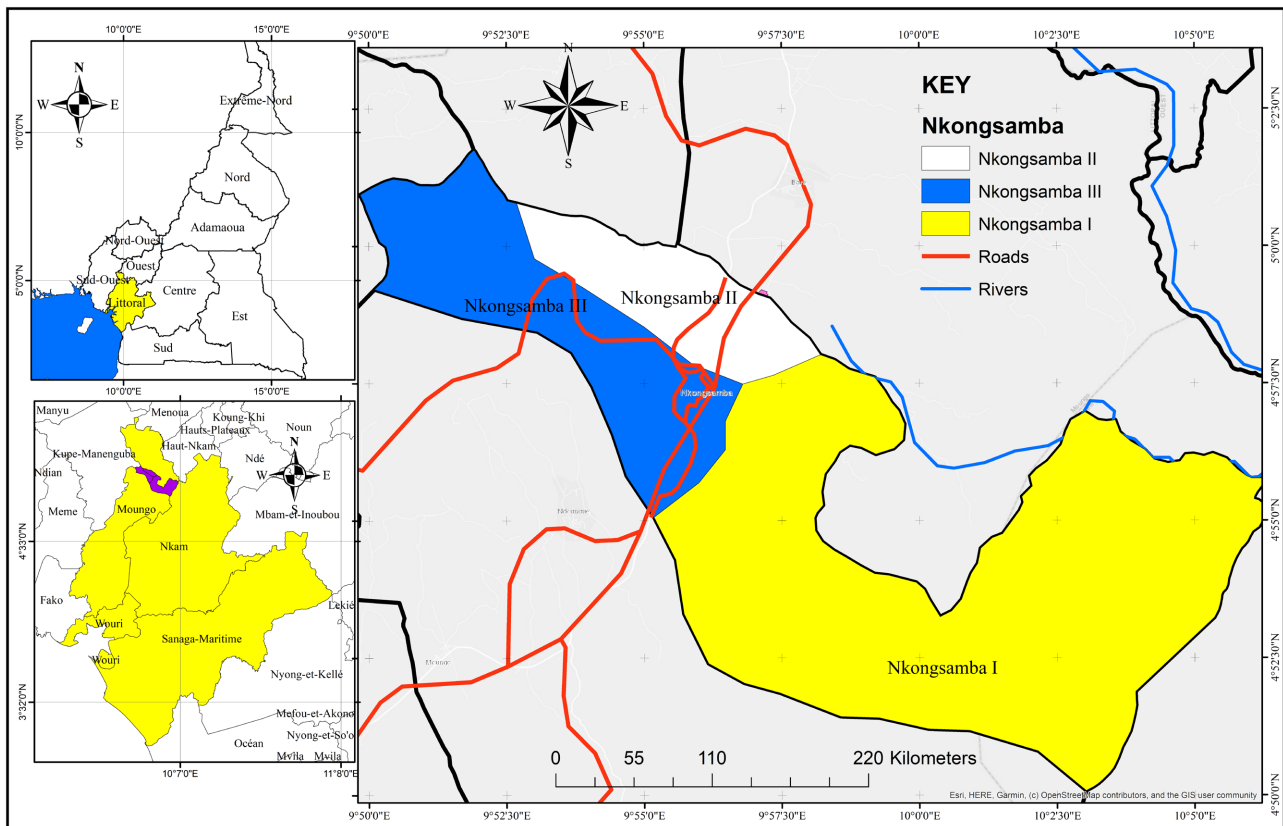 10°0'0"E 15°0'0"E
10°0'0"N
5°0'0"N
N
W E
S
Extrême-Nord
Nord
Adamaoua
Nord-Ouest
Ouest
Sud-Ouest
Centre
Littoral
Est
Sud
10°0'0"E 15°0'0"E
Manyu
Menoua
Koung-Khi
Hauts-Plateaux
Noun
Haut-Nkam
Kupe-Manenguba
Ndé
N
W E
S
Ndian
Meme
Moungo
Mbam-et-Inoubou
4°33'0"N
Nkam
Fako
Lekié
Wouri
Sanaga-Maritime
Wouri
Nyong-et-Kellé
3°32'0"N
Mefou-et-Akono
Nyong-et-So'o
Océan
Mvila Mvila
10°7'0"E 11°8'0"E
9°50'0"E 9°52'30"E 9°55'0"E 9°57'30"E 10°0'0"E 10°2'30"E 10°5'0"E
N
W E
S
KEY
Nkongsamba
Nkongsamba II
Nkongsamba III
Nkongsamba I
Roads
Rivers
5°2'30"N
5°0'0"N
4°57'30"N
4°55'0"N
4°52'30"N
4°50'0"N
Nkongsamba II
Nkongsamba III
Nkongsamba
Nkongsamba I
0 55 110 220 Kilometers
Esri, HERE, Garmin, (c) OpenStreetMap contributors, and the GIS user community
9°50'0"E 9°52'30"E 9°55'0"E 9°57'30"E 10°0'0"E 10°2'30"E 10°5'0"E